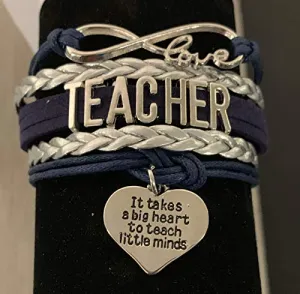 love
TEACHER
It takes
a big heart
to teach
little minds